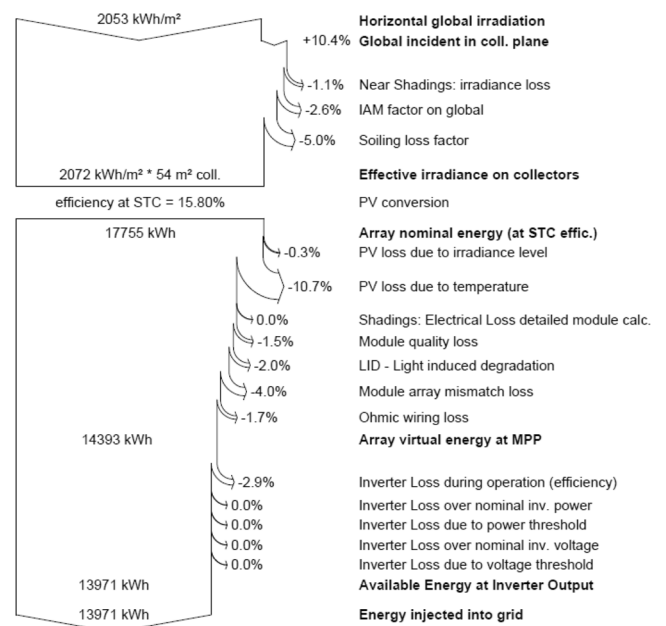 2053 kWh/m² Horizontal global irradiation
+10.4% Global incident in coll. plane
-1.1% Near Shadings: irradiance loss
-2.6% IAM factor on global
-5.0% Soiling loss factor
2072 kWh/m² * 54 m² coll. Effective irradiance on collectors
efficiency at STC = 15.80% PV conversion
17755 kWh Array nominal energy (at STC effic.)
-0.3% PV loss due to irradiance level
-10.7% PV loss due to temperature
0.0% Shadings: Electrical Loss detailed module calc.
-1.5% Module quality loss
-2.0% LID - Light induced degradation
-4.0% Module array mismatch loss
-1.7% Ohmic wiring loss
14393 kWh Array virtual energy at MPP
-2.9% Inverter Loss during operation (efficiency)
0.0% Inverter Loss over nominal inv. power
0.0% Inverter Loss due to power threshold
0.0% Inverter Loss over nominal inv. voltage
0.0% Inverter Loss due to voltage threshold
13971 kWh Available Energy at Inverter Output
13971 kWh Energy injected into grid